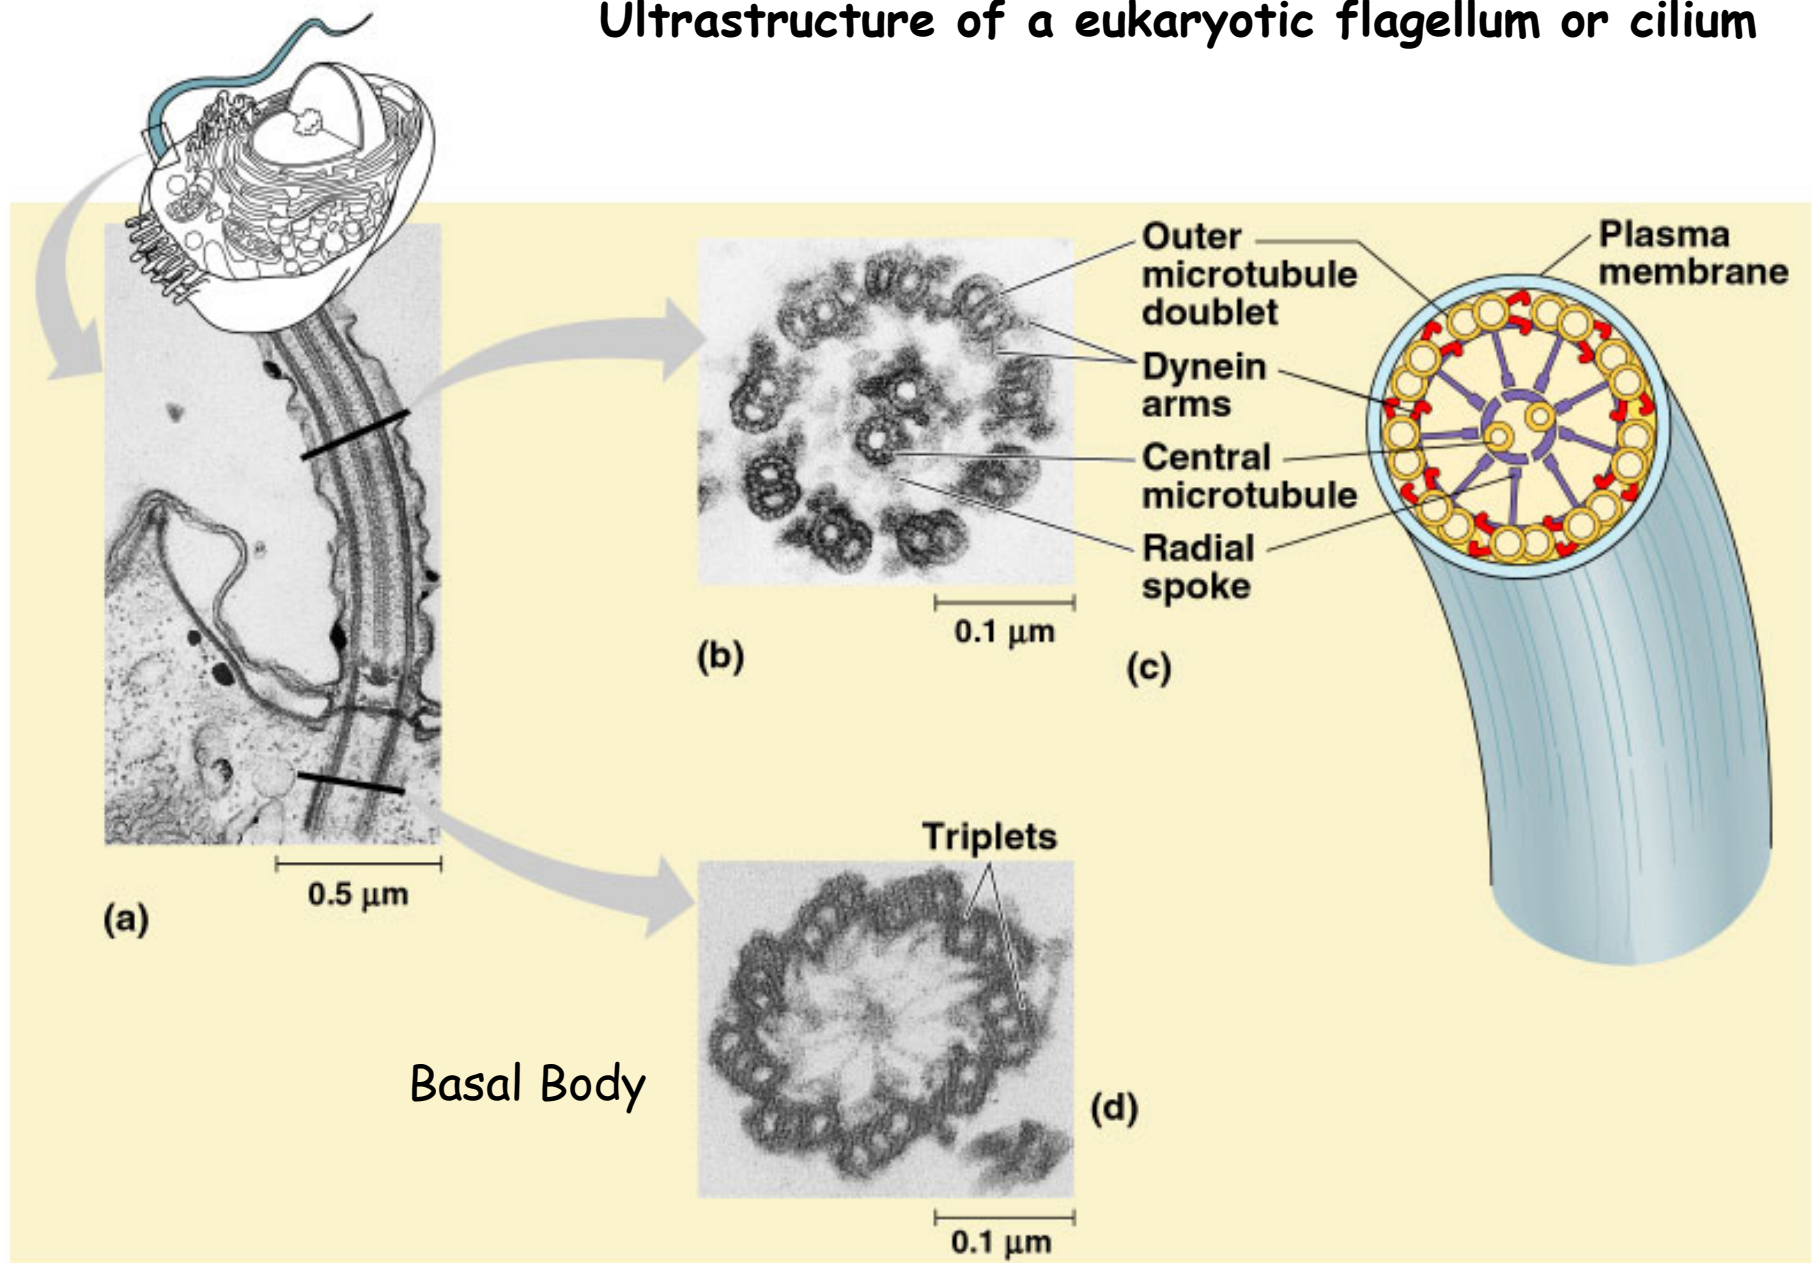 Ultrastructure of a eukaryotic flagellum or cilium
Outer
microtubule
doublet
Dynein
arms
Central
microtubule
Radial
spoke
Plasma
membrane
0.1 μm
(b)
(c)
0.5 μm
(a)
Triplets
Basal Body
(d)
0.1 μm